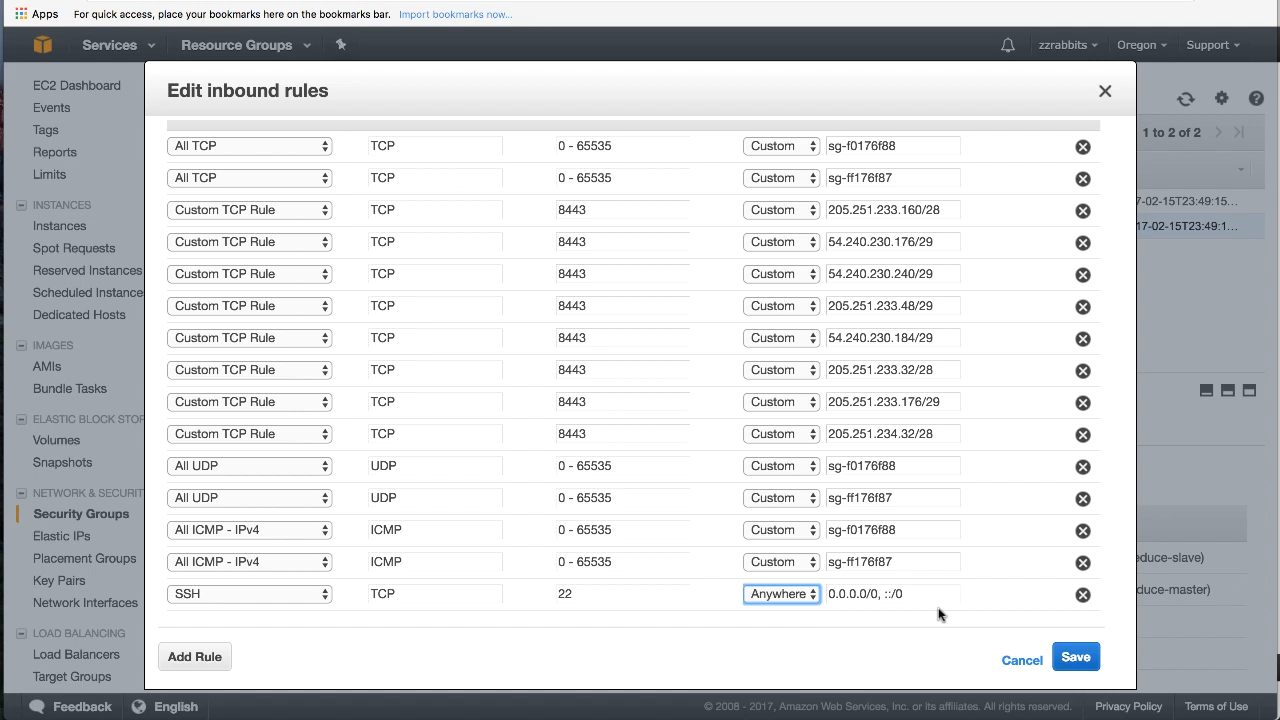 Apps For quick access, place your bookmarks here on the bookmarks bar. Import bookmarks now...
Services Resource Groups zzrabbits Oregon Support
Edit inbound rules
EC2 Dashboard
Events
Tags
Reports
Limits
INSTANCES
Instances
Spot Requests
Reserved Instances
Scheduled Instance
Dedicated Hosts
IMAGES
AMIs
Bundle Tasks
ELASTIC BLOCK STOR
Volumes
Snapshots
NETWORK & SECURIT
Security Groups
Elastic IPs
Placement Groups
Key Pairs
Network Interfaces
LOAD BALANCING
Load Balancers
Target Groups
All TCP TCP 0 - 65535 Custom sg-f0176f88
All TCP TCP 0 - 65535 Custom sg-ff176f87
Custom TCP Rule TCP 8443 Custom 205.251.233.160/28
Custom TCP Rule TCP 8443 Custom 54.240.230.176/29
Custom TCP Rule TCP 8443 Custom 54.240.230.240/29
Custom TCP Rule TCP 8443 Custom 205.251.233.48/29
Custom TCP Rule TCP 8443 Custom 54.240.230.184/29
Custom TCP Rule TCP 8443 Custom 205.251.233.32/28
Custom TCP Rule TCP 8443 Custom 205.251.233.176/29
Custom TCP Rule TCP 8443 Custom 205.251.234.32/28
All UDP UDP 0 - 65535 Custom sg-f0176f88
All UDP UDP 0 - 65535 Custom sg-ff176f87
All ICMP - IPv4 ICMP 0 - 65535 Custom sg-f0176f88
All ICMP - IPv4 ICMP 0 - 65535 Custom sg-ff176f87
SSH TCP 22 Anywhere 0.0.0.0/0, ::/0
Add Rule Cancel Save
1 to 2 of 2
17-02-15T23:49:15...
17-02-15T23:49:1...
educe-slave)
duce-master)
Feedback English © 2008 - 2017, Amazon Web Services, Inc. or its affiliates. All rights reserved. Privacy Policy Terms of Use